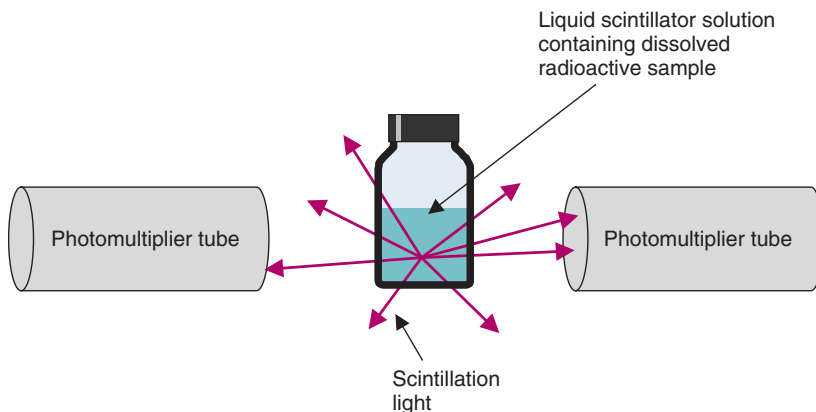 Liquid scintillator solution
containing dissolved
radioactive sample
Photomultiplier tube
Photomultiplier tube
Scintillation
light